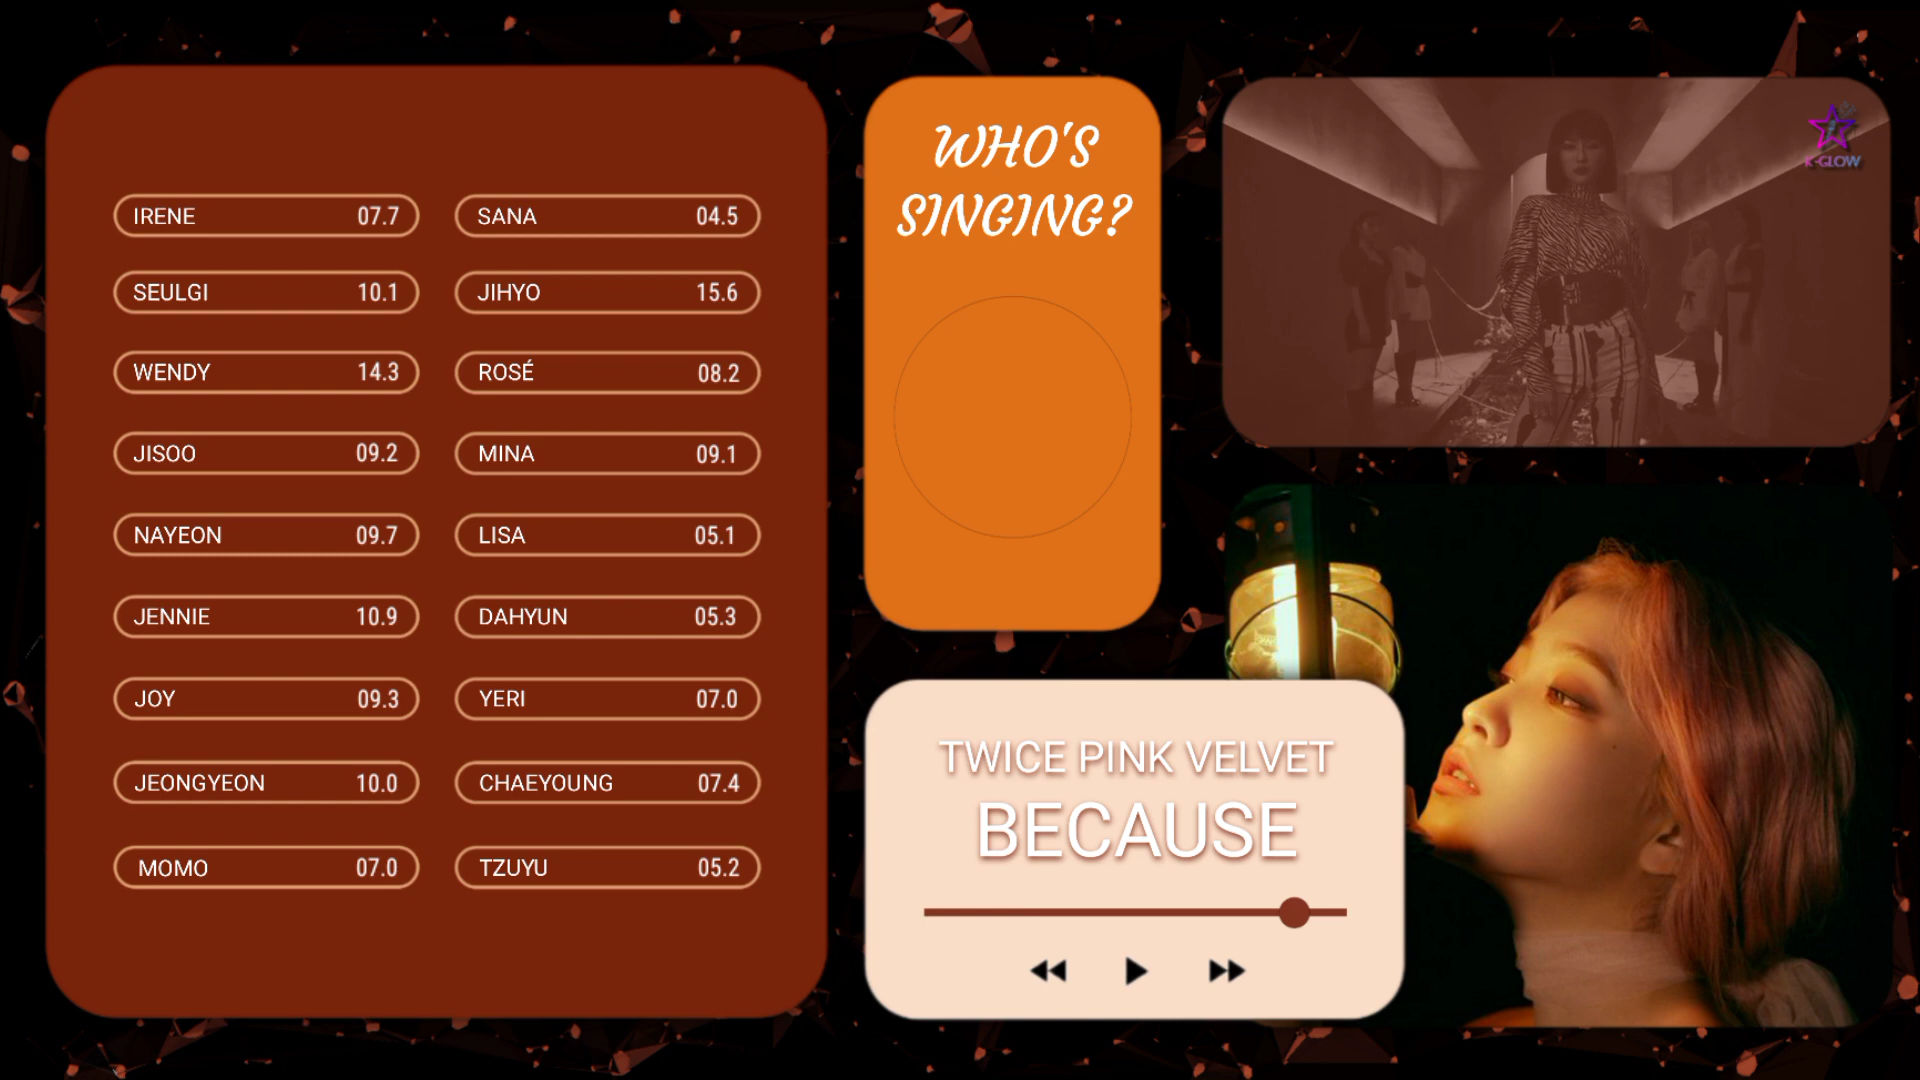 IRENE 07.7
SEULGI 10.1
WENDY 14.3
JISOO 09.2
NAYEON 09.7
JENNIE 10.9
JOY 09.3
JEONGYEON 10.0
MOMO 07.0
SANA 04.5
JIHYO 15.6
ROSÉ 08.2
MINA 09.1
LISA 05.1
DAHYUN 05.3
YERI 07.0
CHAEYOUNG 07.4
TZUYU 05.2
WHO'S
SINGING?
K-GLOW
TWICE PINK VELVET
BECAUSE